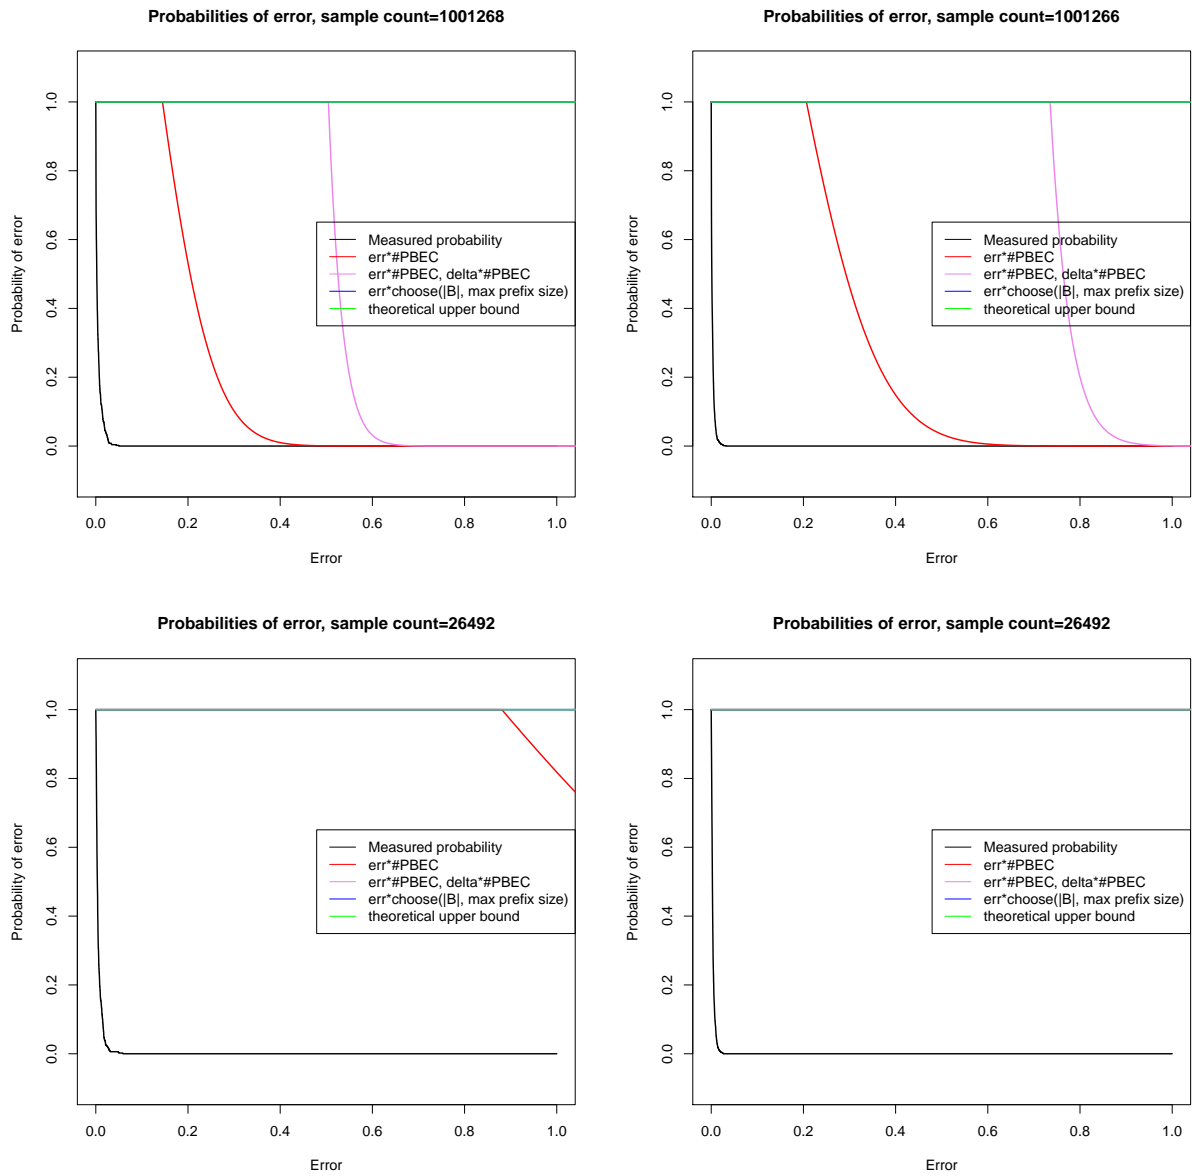 Probabilities of error, sample count=1001268
Probability of error
1.0
0.8
0.6
0.4
0.2
0.0
Measured probability
err*#PBEC
err*#PBEC, delta*#PBEC
err*choose(|B|, max prefix size)
theoretical upper bound
0.0 0.2 0.4 0.6 0.8 1.0
Error
Probabilities of error, sample count=1001266
Probability of error
1.0
0.8
0.6
0.4
0.2
0.0
Measured probability
err*#PBEC
err*#PBEC, delta*#PBEC
err*choose(|B|, max prefix size)
theoretical upper bound
0.0 0.2 0.4 0.6 0.8 1.0
Error
Probabilities of error, sample count=26492
Probability of error
1.0
0.8
0.6
0.4
0.2
0.0
Measured probability
err*#PBEC
err*#PBEC, delta*#PBEC
err*choose(|B|, max prefix size)
theoretical upper bound
0.0 0.2 0.4 0.6 0.8 1.0
Error
Probabilities of error, sample count=26492
Probability of error
1.0
0.8
0.6
0.4
0.2
0.0
Measured probability
err*#PBEC
err*#PBEC, delta*#PBEC
err*choose(|B|, max prefix size)
theoretical upper bound
0.0 0.2 0.4 0.6 0.8 1.0
Error